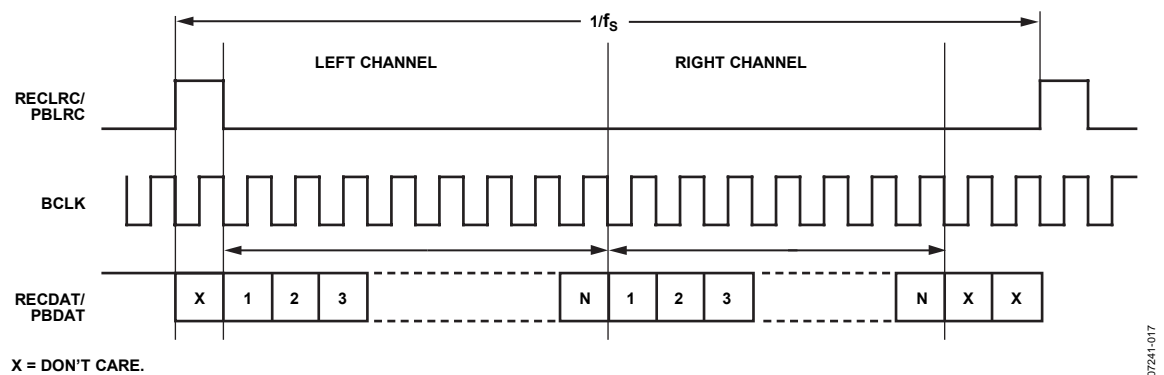 1/fS
LEFT CHANNEL
RIGHT CHANNEL
RECLRC/
PBLRC
BCLK
RECDAT/
PBDAT
X 1 2 3 N 1 2 3 N X X
X = DON'T CARE.
07241-017